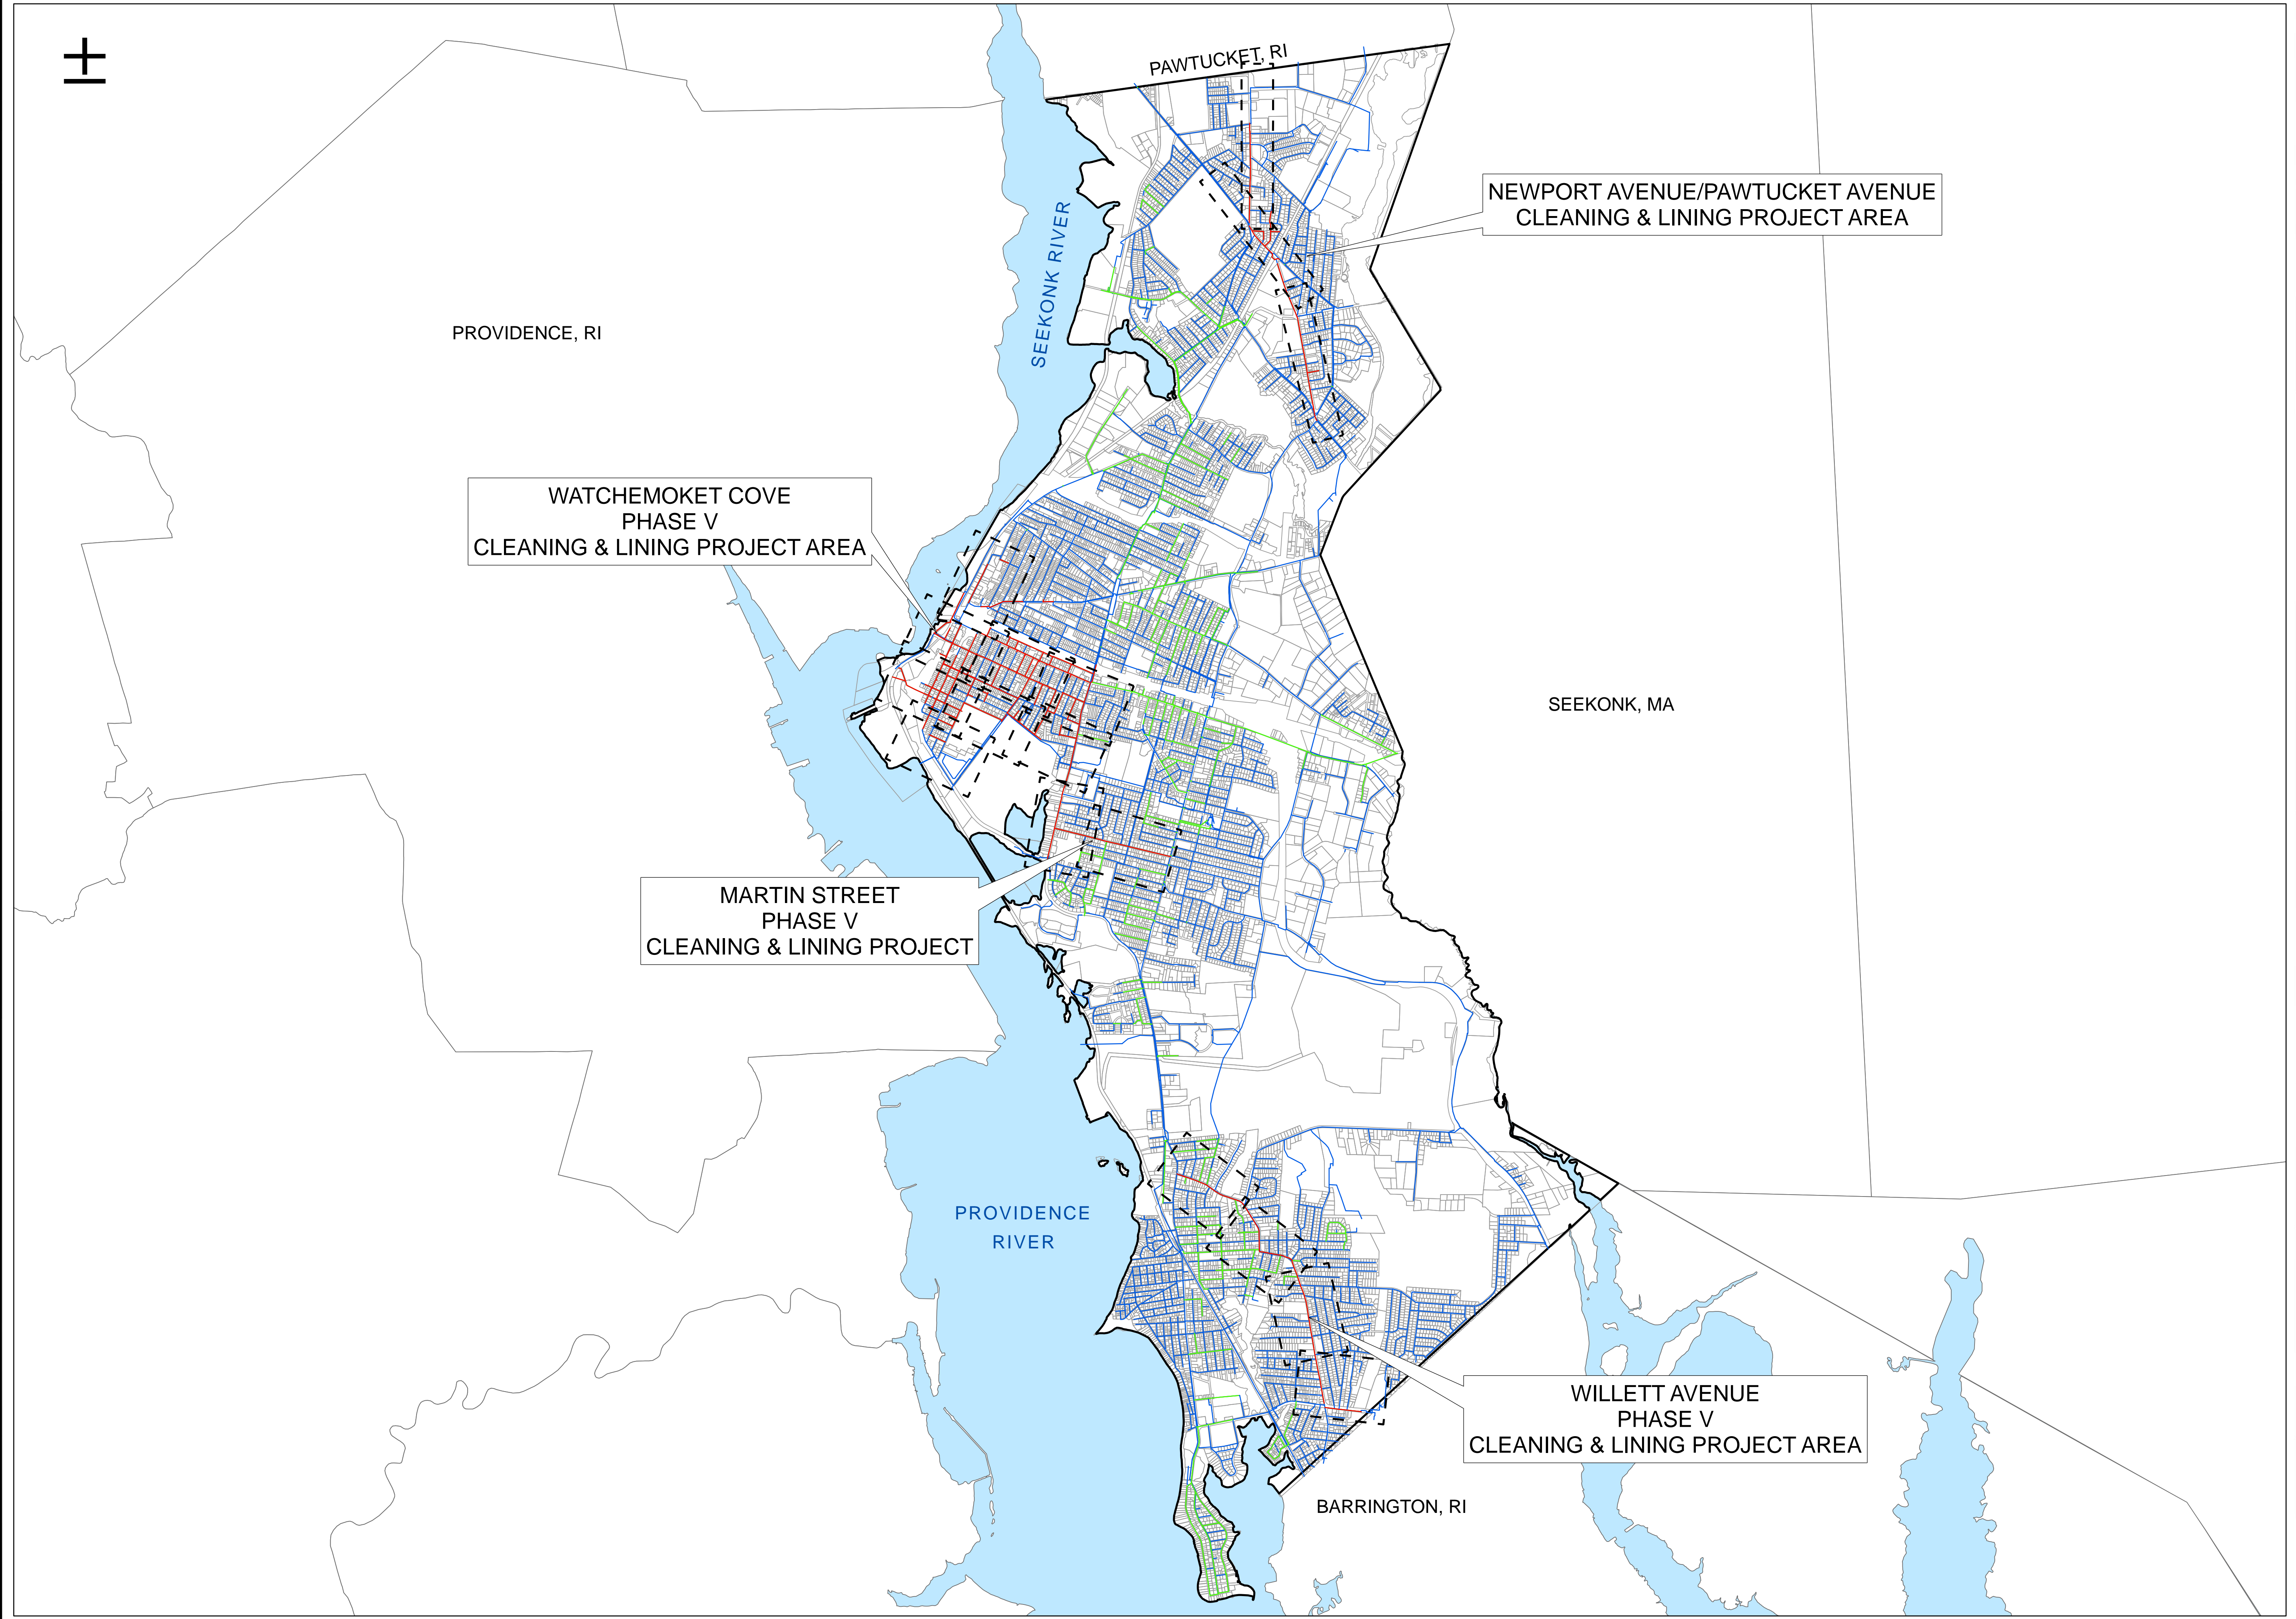 PAWTUCKET, RI
NEWPORT AVENUE/PAWTUCKET AVENUE
CLEANING & LINING PROJECT AREA
SEEKONK RIVER
PROVIDENCE, RI
WATCHEMOKET COVE
PHASE V
CLEANING & LINING PROJECT AREA
SEEKONK, MA
MARTIN STREET
PHASE V
CLEANING & LINING PROJECT
PROVIDENCE
RIVER
WILLETT AVENUE
PHASE V
CLEANING & LINING PROJECT AREA
BARRINGTON, RI